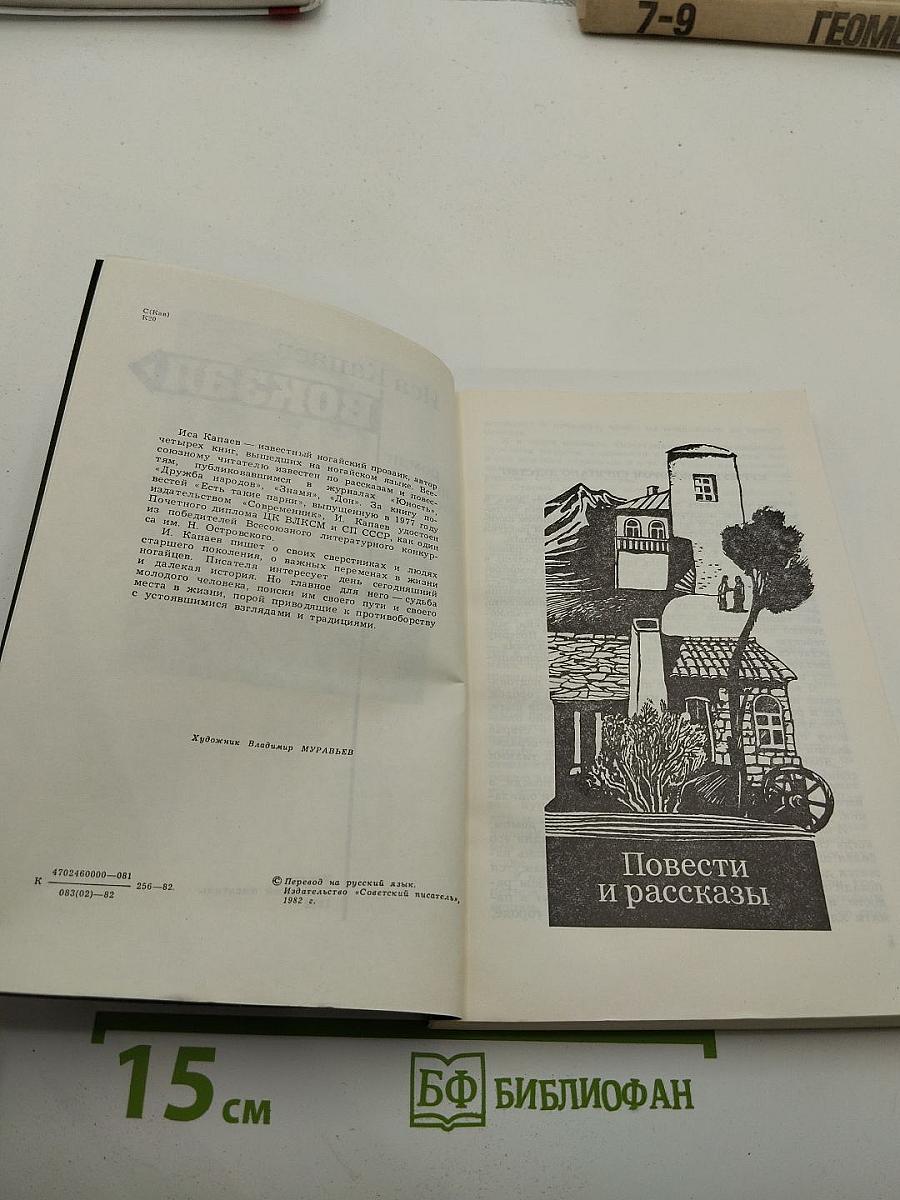 7-9
ГЕОМЕ
С(Кав)
К20
Иса Капаев — известный ногайский прозаик, автор
четырех книг, вышедших на ногайском языке. Все-
союзному читателю известен по рассказам и повес-
тям, публиковавшимся в журналах «Юность»,
«Дружба народов», «Знамя», «Дон». За книгу по-
вестей «Есть такие парни», выпущенную в 1977 году
издательством «Современник», И. Капаев удостоен
Почетного диплома ЦК ВЛКСМ и СП СССР, как один
из победителей Всесоюзного литературного конкур-
са им. Н. Островского.
И. Капаев пишет о своих сверстниках и людях
старшего поколения, о важных переменах в жизни
ногайцев. Писателя интересует день сегодняшний
и далекая история. Но главное для него — судьба
молодого человека, поиски им своего пути и своего
места в жизни, порой приводящие к противоборству
с устоявшимися взглядами и традициями.
Художник Владимир МУРАВЬЕВ
К 4702460000—081
083(02)—82 256—82.
© Перевод на русский язык.
Издательство «Советский писатель»,
1982 г.
Повести
и рассказы
15 см
БФ БИБЛИОФАН